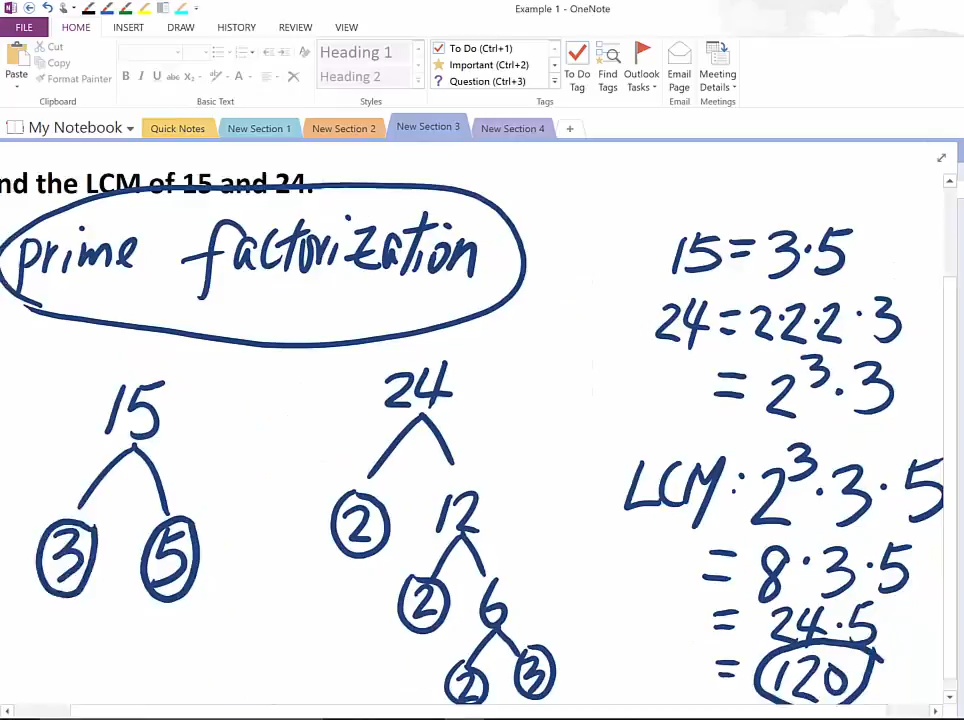 Example 1 - OneNote
FILE HOME INSERT DRAW HISTORY REVIEW VIEW
Paste Cut Copy Format Painter
Clipboard
B I U abc X₂ A
Basic Text
Heading 1
Heading 2
Styles
To Do (Ctrl+1)
Important (Ctrl+2)
? Question (Ctrl+3)
Tags
To Do Tag
Find Tags
Outlook Tasks
Email Page
Email
Meeting Details
Meetings
My Notebook Quick Notes New Section 1 New Section 2 New Section 3 New Section 4 +
nd the LCM of 15 and 24.
prime factorization
15
3 5
24
2 12
2 6
2 3
15 = 3·5
24 = 2·2·2·3
= 2³·3
LCM: 2³·3·5
= 8·3·5
= 24·5
= 120